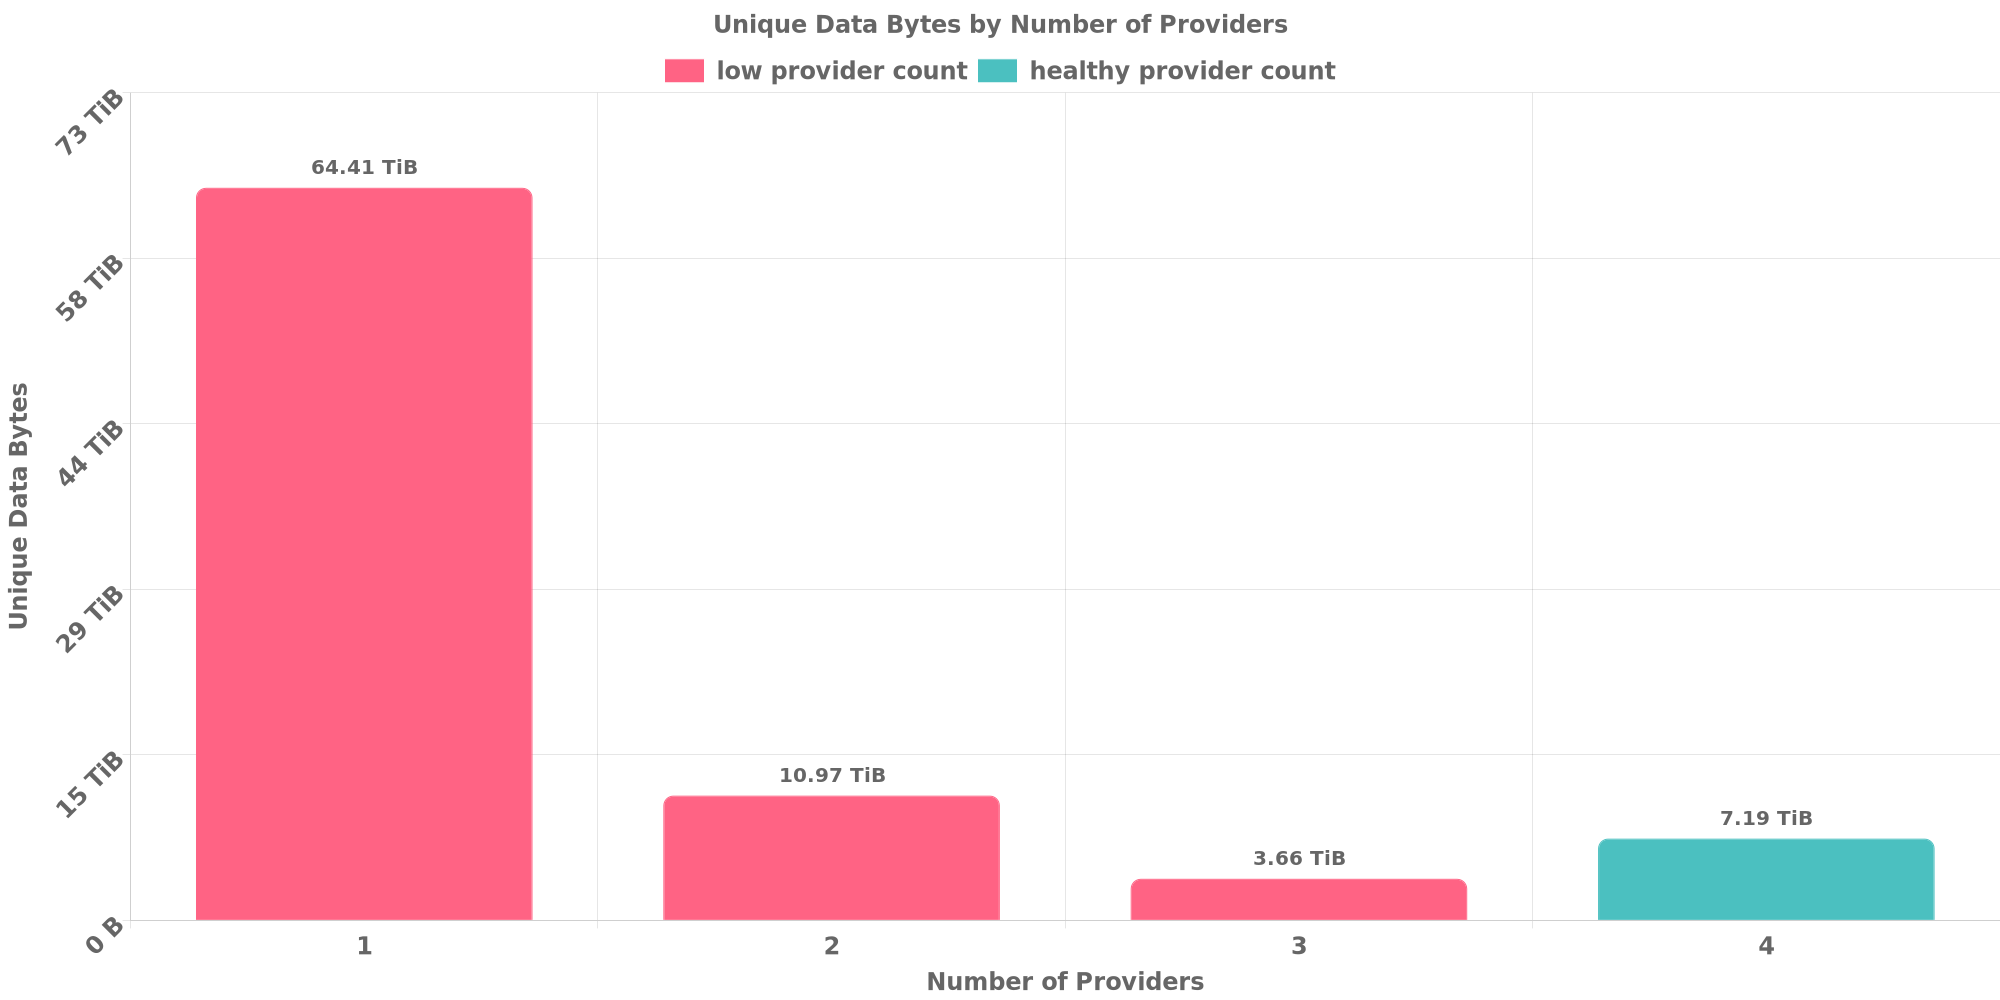 Unique Data Bytes by Number of Providers
low provider count
healthy provider count
Unique Data Bytes
73 TiB
58 TiB
44 TiB
29 TiB
15 TiB
0 B
64.41 TiB
10.97 TiB
3.66 TiB
7.19 TiB
1
2
3
4
Number of Providers